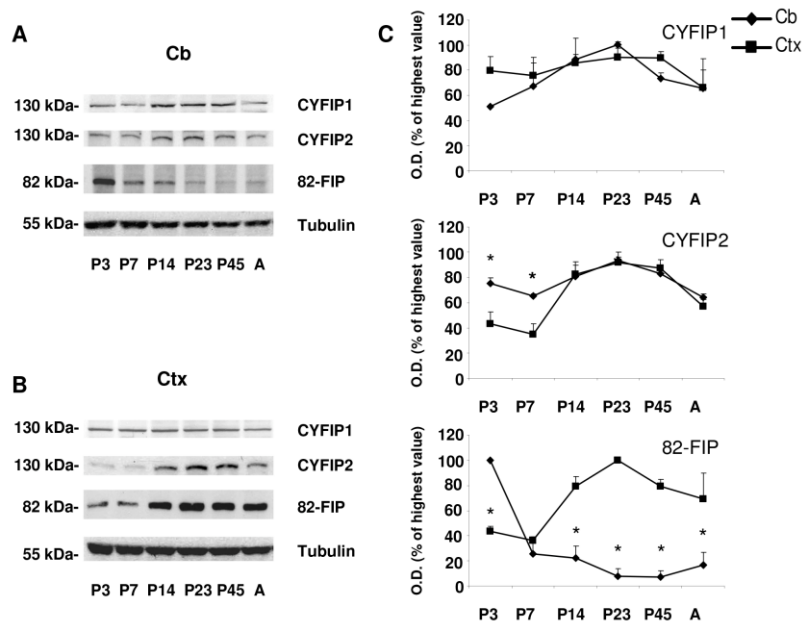 A
Cb
130 kDa- CYFIP1
130 kDa- CYFIP2
82 kDa- 82-FIP
55 kDa- Tubulin
P3 P7 P14 P23 P45 A
B
Ctx
130 kDa- CYFIP1
130 kDa- CYFIP2
82 kDa- 82-FIP
55 kDa- Tubulin
P3 P7 P14 P23 P45 A
C
Cb
Ctx
CYFIP1
O.D. (% of highest value)
140
120
100
80
60
40
20
0
P3 P7 P14 P23 P45 A
CYFIP2
O.D. (% of highest value)
120
100
80
60
40
20
0
* *
P3 P7 P14 P23 P45 A
82-FIP
O.D. (% of highest value)
120
100
80
60
40
20
0
* * * * *
P3 P7 P14 P23 P45 A